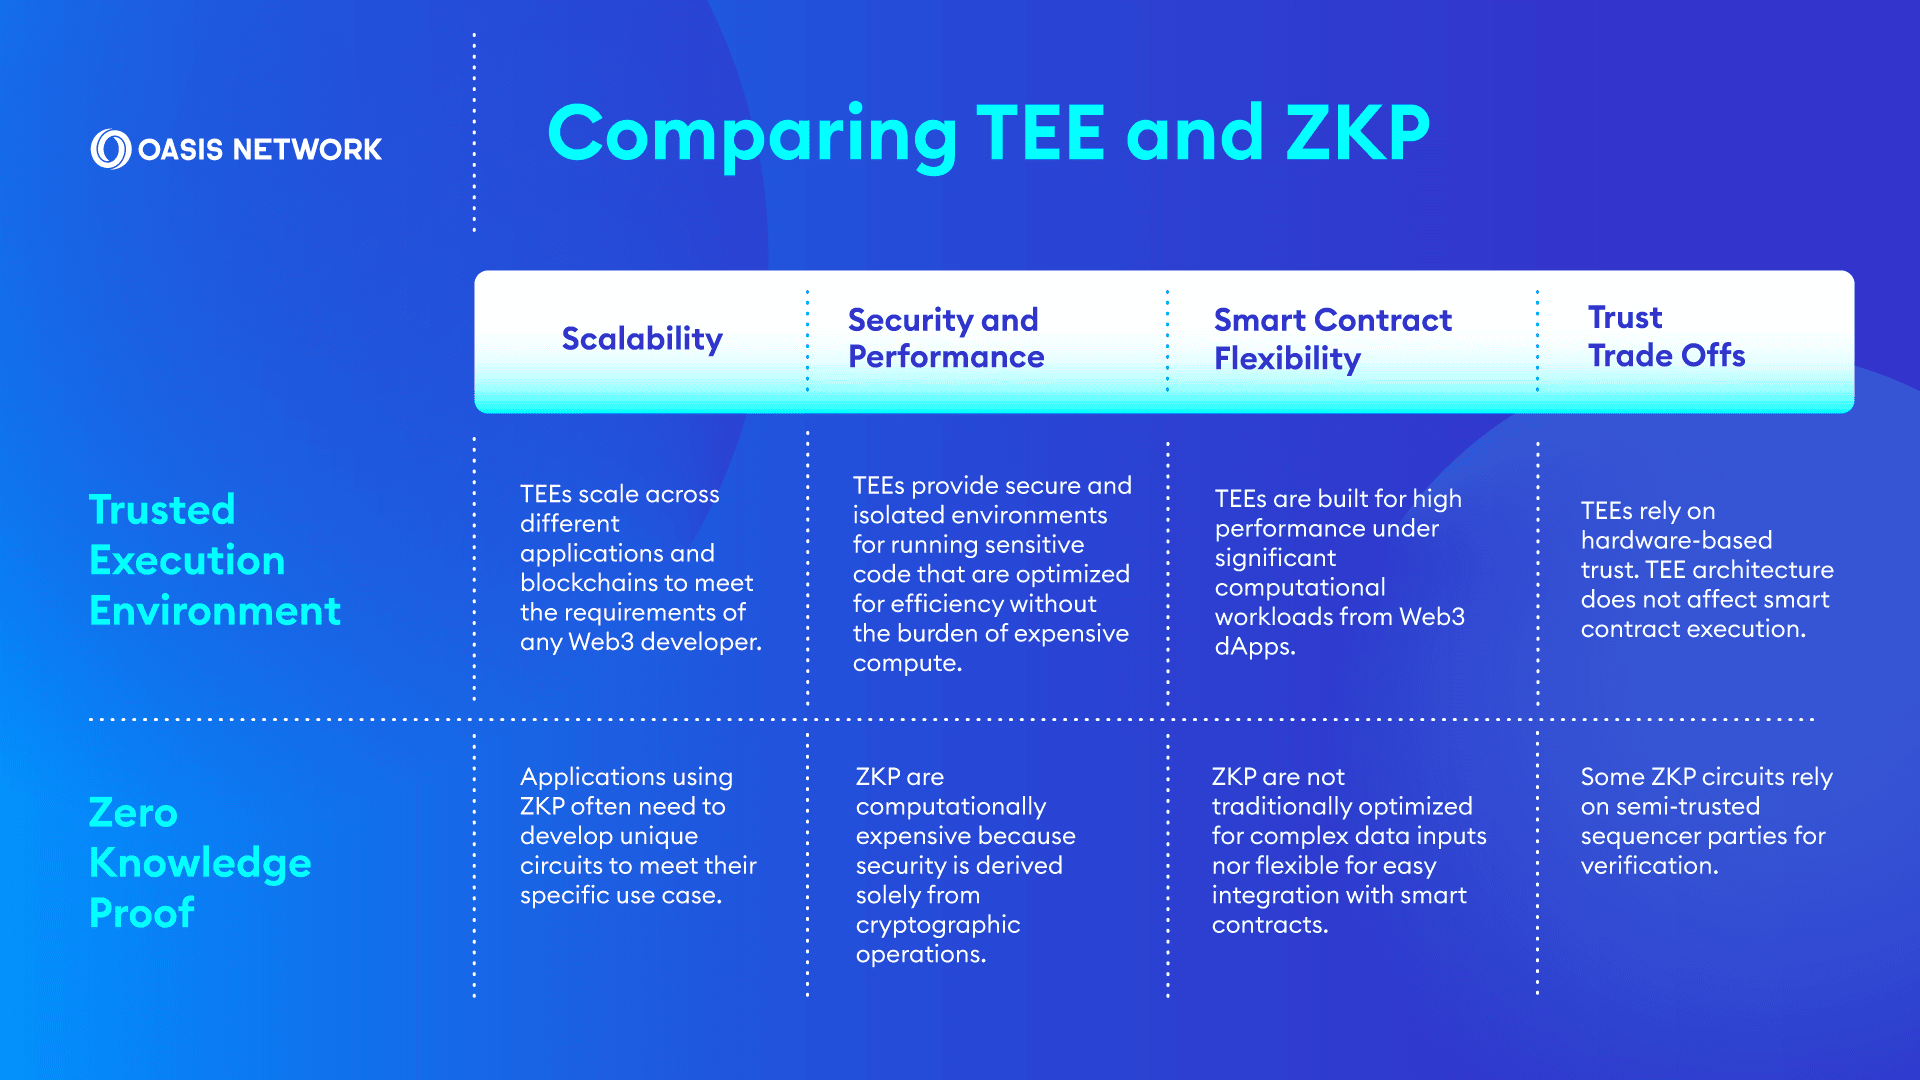 OASIS NETWORK
Comparing TEE and ZKP
Scalability
Security and
Performance
Smart Contract
Flexibility
Trust
Trade Offs
Trusted
Execution
Environment
TEEs scale across
different
applications and
blockchains to meet
the requirements of
any Web3 developer.
TEEs provide secure and
isolated environments
for running sensitive
code that are optimized
for efficiency without
the burden of expensive
compute.
TEEs are built for high
performance under
significant
computational
workloads from Web3
dApps.
TEEs rely on
hardware-based
trust. TEE architecture
does not affect smart
contract execution.
Zero
Knowledge
Proof
Applications using
ZKP often need to
develop unique
circuits to meet their
specific use case.
ZKP are
computationally
expensive because
security is derived
solely from
cryptographic
operations.
ZKP are not
traditionally optimized
for complex data inputs
nor flexible for easy
integration with smart
contracts.
Some ZKP circuits rely
on semi-trusted
sequencer parties for
verification.